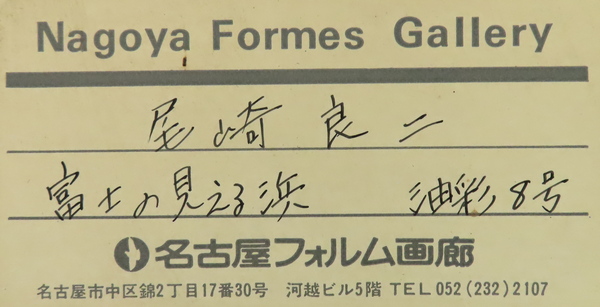 Nagoya Formes Gallery
尾崎良二
富士の見える浜 油彩8号
名古屋フォルム画廊
名古屋市中区錦2丁目17番30号 河越ビル5階 TEL 052(232)2107